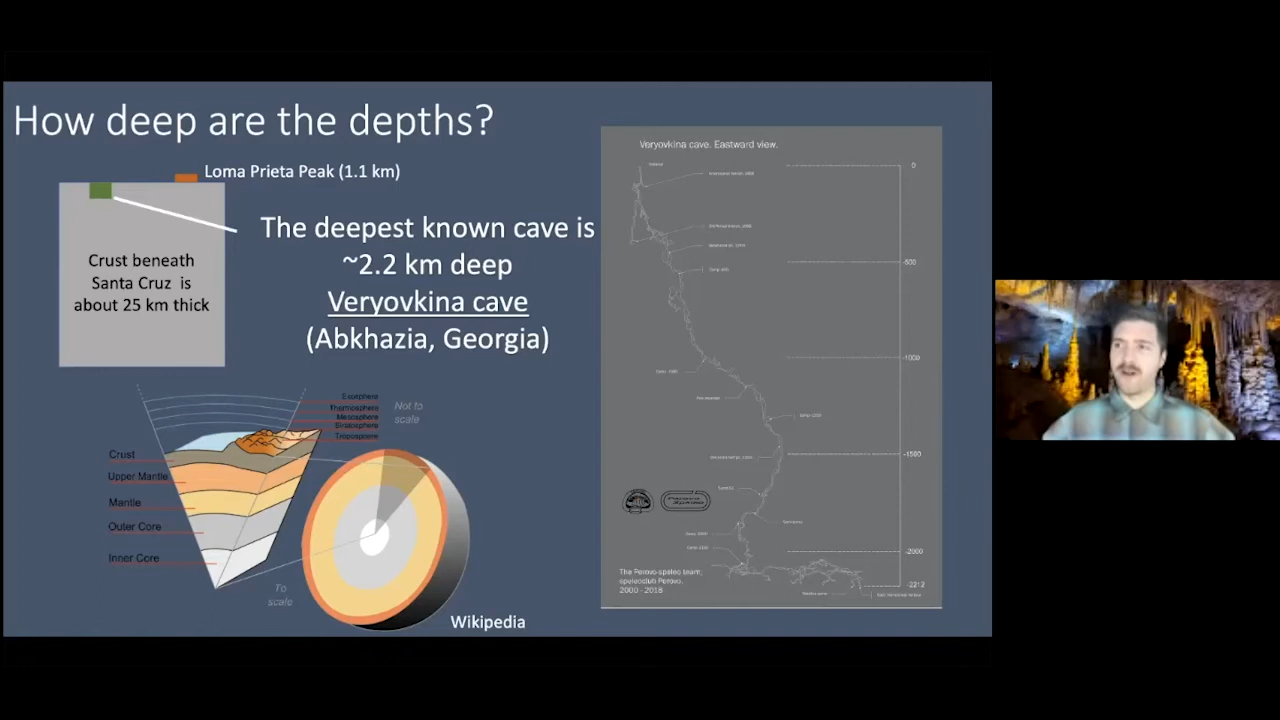 How deep are the depths?
Loma Prieta Peak (1.1 km)
Crust beneath
Santa Cruz is
about 25 km thick
The deepest known cave is
~2.2 km deep
Veryovkina cave
(Abkhazia, Georgia)
Exosphere
Thermosphere
Mesosphere
Stratosphere
Troposphere
Not to
scale
Crust
Upper Mantle
Mantle
Outer Core
Inner Core
To
scale
Wikipedia
Veryovkina cave. Eastward view.
0
-500
-1000
-1500
-2000
-2212
The Perovo speleo team,
speleoclub Perovo.
2000 - 2018